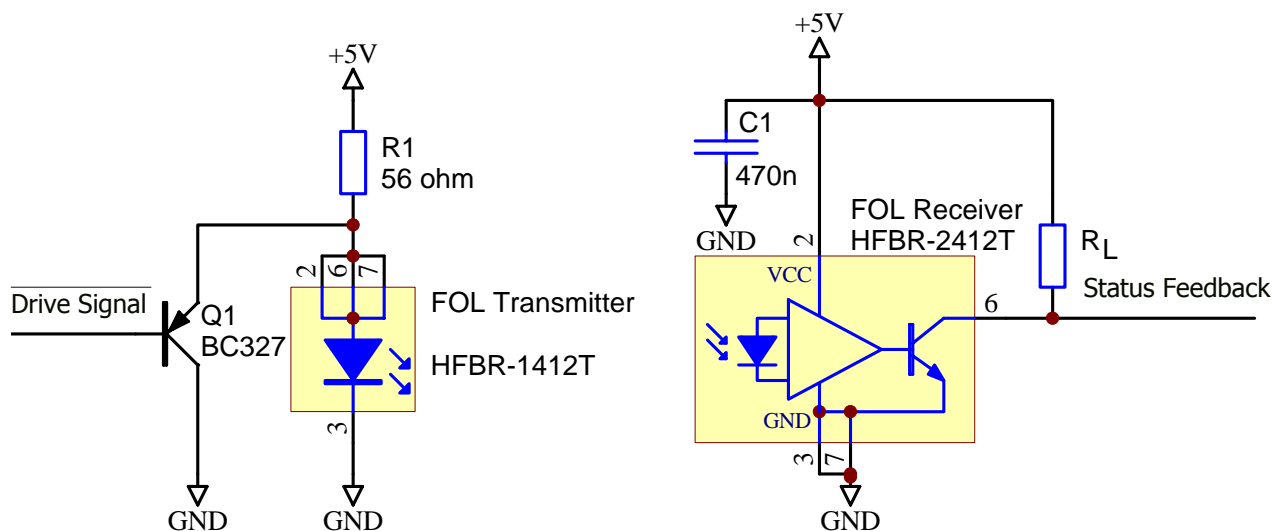 +5V
R1
56 ohm
2
6
7
Drive Signal
Q1
BC327
FOL Transmitter
HFBR-1412T
3
GND
GND
+5V
C1
470n
GND
2
FOL Receiver
HFBR-2412T
VCC
RL
6
Status Feedback
GND
3
7
GND